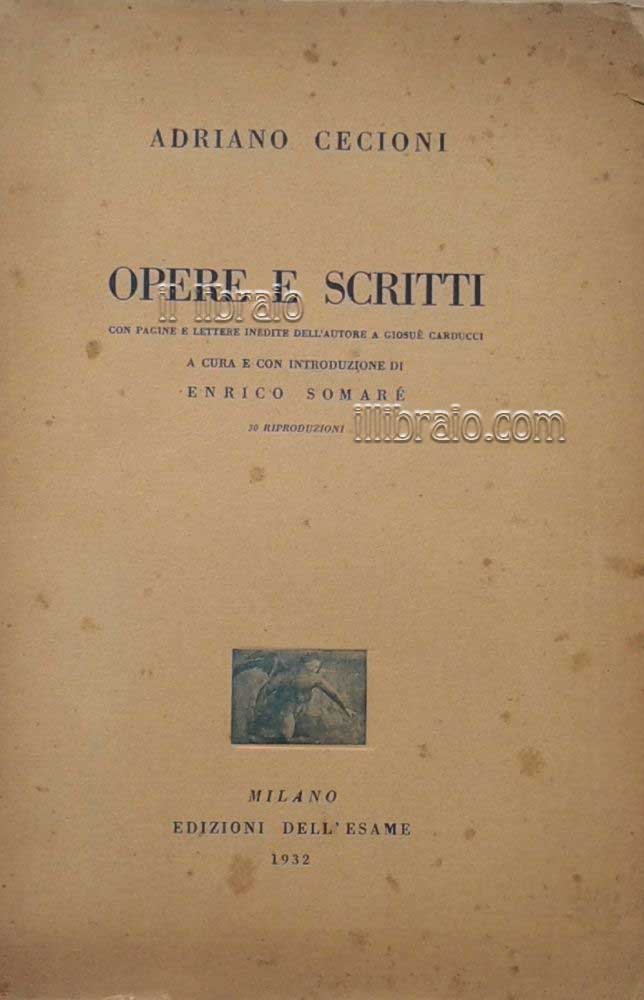 ADRIANO CECIONI
OPERE E SCRITTI
il libraio
CON PAGINE E LETTERE INEDITE DELL'AUTORE A GIOSUÈ CARDUCCI
A CURA E CON INTRODUZIONE DI
ENRICO SOMARÉ
30 RIPRODUZIONI
illibraio.com
MILANO
EDIZIONI DELL'ESAME
1932